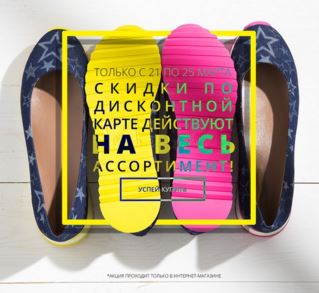 ТОЛЬКО С 21 ПО 25 МАРТА
СКИДКИ ПО
ДИСКОНТНОЙ
КАРТЕ ДЕЙСТВУЮТ
НА ВЕСЬ
АССОРТИМЕНТ!
УСПЕЙ КУПИТЬ
*АКЦИЯ ПРОХОДИТ ТОЛЬКО В ИНТЕРНЕТ-МАГАЗИНЕ